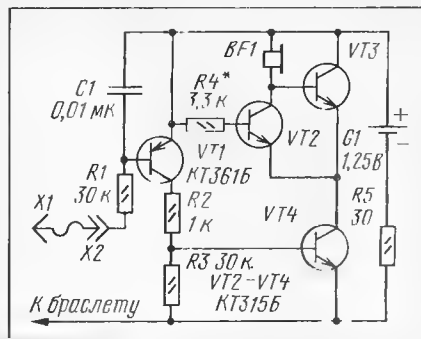 BF1
VT3
C1
0,01 мк
R4*
3,3 к
VT2
G1
1,25В
VT1
КТ361Б
R1
30 к
R2
1 к
VT4
R5
30
X1
X2
R3 30 к.
VT2-VT4
КТ315Б
К браслету
+
−